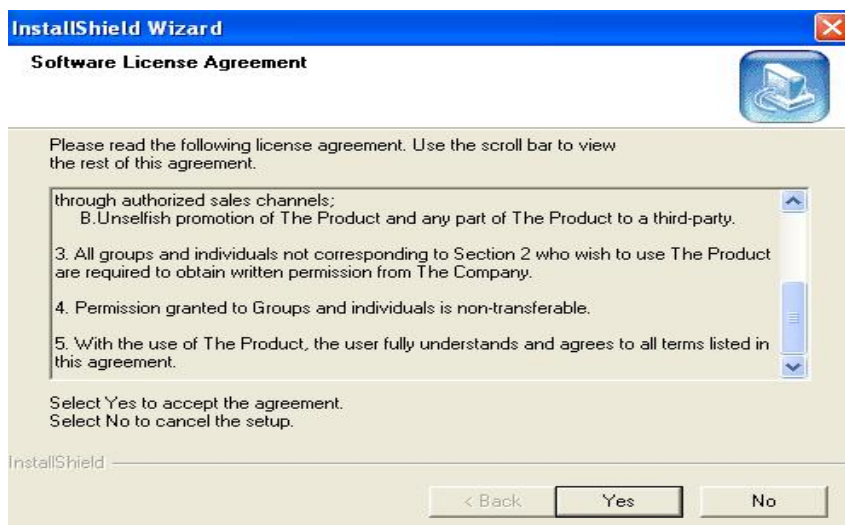 InstallShield Wizard
Software License Agreement
Please read the following license agreement. Use the scroll bar to view
the rest of this agreement.
through authorized sales channels;
B.Unselfish promotion of The Product and any part of The Product to a third-party.
3. All groups and individuals not corresponding to Section 2 who wish to use The Product
are required to obtain written permission from The Company.
4. Permission granted to Groups and individuals is non-transferable.
5. With the use of The Product, the user fully understands and agrees to all terms listed in
this agreement.
Select Yes to accept the agreement.
Select No to cancel the setup.
InstallShield
< Back Yes No